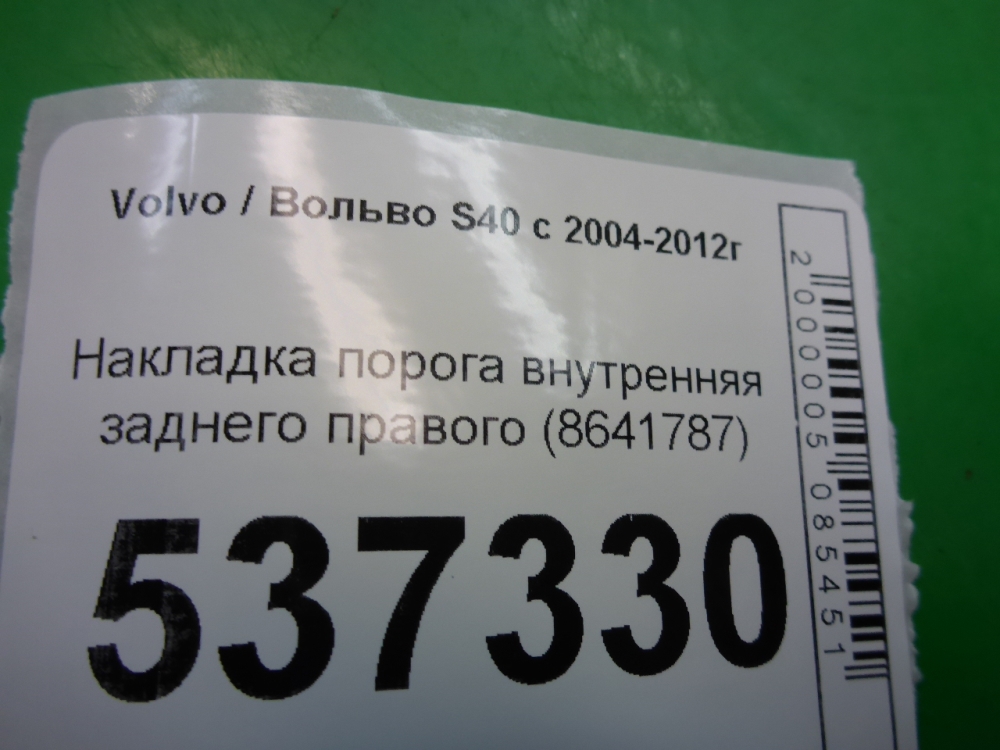 Volvo / Вольво S40 с 2004-2012г
Накладка порога внутренняя
заднего правого (8641787)
537330
2000005085451